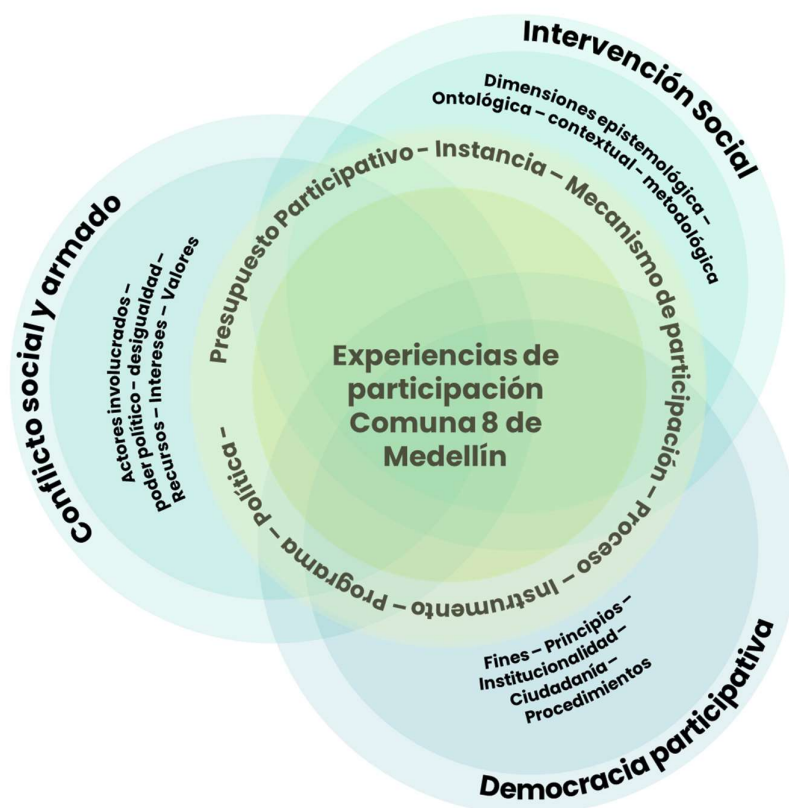 Intervención Social
Dimensiones epistemológica –
Ontológica – contextual – metodológica
Conflicto social y armado
Actores involucrados –
poder político – desigualdad –
Recursos – Intereses – Valores
Presupuesto Participativo – Instancia – Mecanismo de participación – Proceso – Instrumento – Programa – Política –
Experiencias de
participación
Comuna 8 de
Medellín
Fines – Principios –
Institucionalidad –
Ciudadanía –
Procedimientos
Democracia participativa